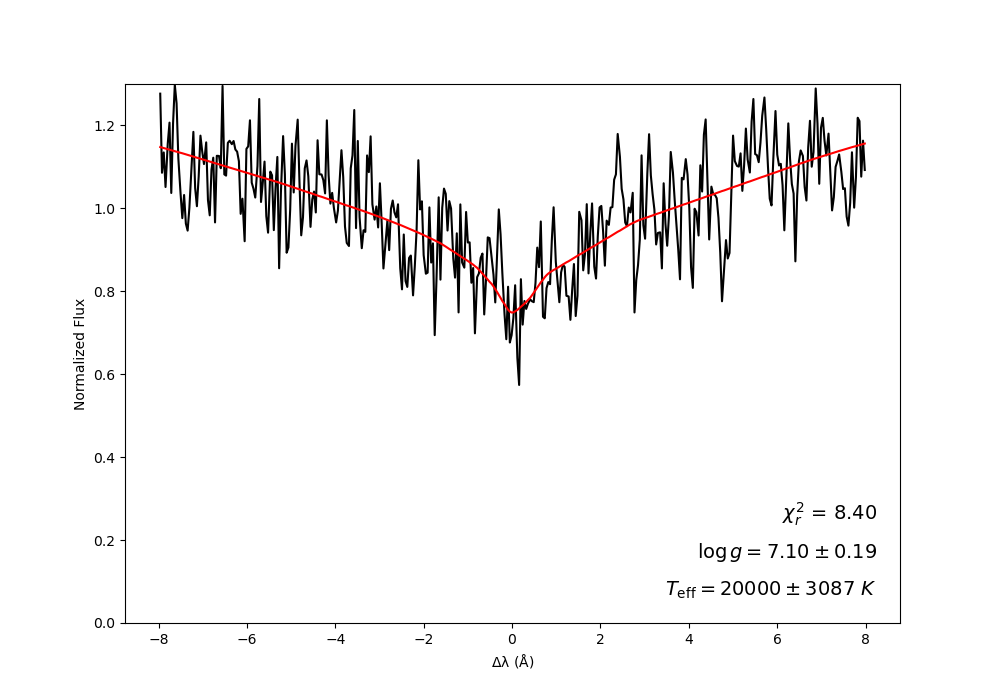 1.2
1.0
0.8
0.6
0.4
0.2
0.0
Normalized Flux
χ²ᵣ = 8.40
log g = 7.10 ± 0.19
T_eff = 20000 ± 3087 K
−8 −6 −4 −2 0 2 4 6 8
Δλ (Å)